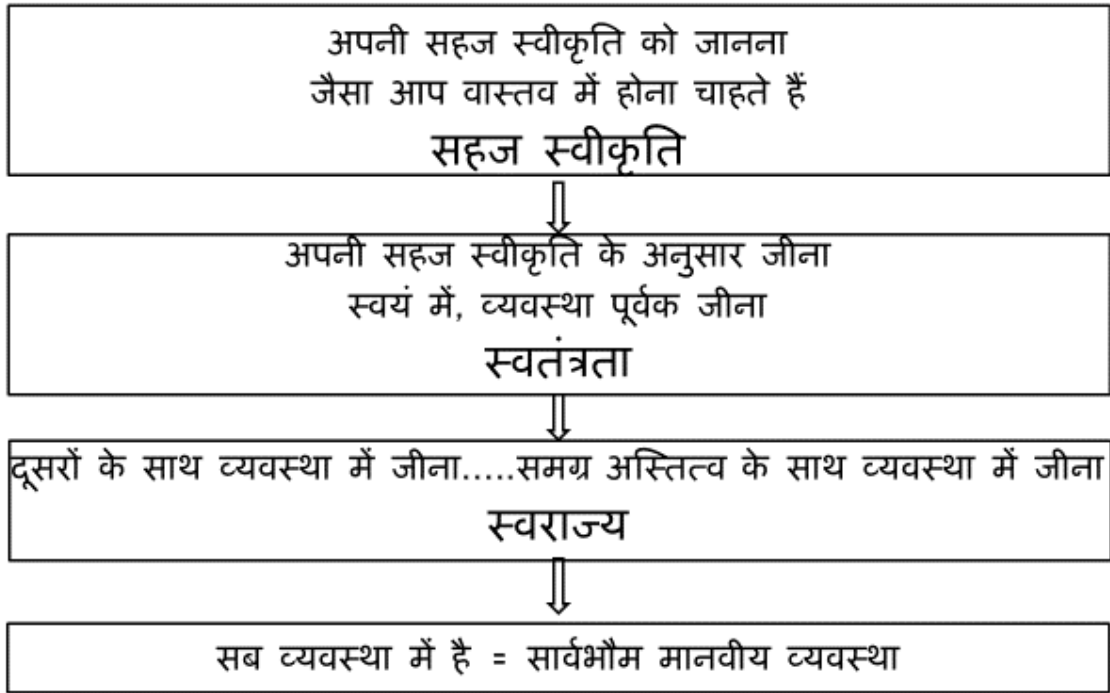 अपनी सहज स्वीकृति को जानना
जैसा आप वास्तव में होना चाहते हैं
सहज स्वीकृति
अपनी सहज स्वीकृति के अनुसार जीना
स्वयं में, व्यवस्था पूर्वक जीना
स्वतंत्रता
दूसरों के साथ व्यवस्था में जीना.....समग्र अस्तित्व के साथ व्यवस्था में जीना
स्वराज्य
सब व्यवस्था में है = सार्वभौम मानवीय व्यवस्था